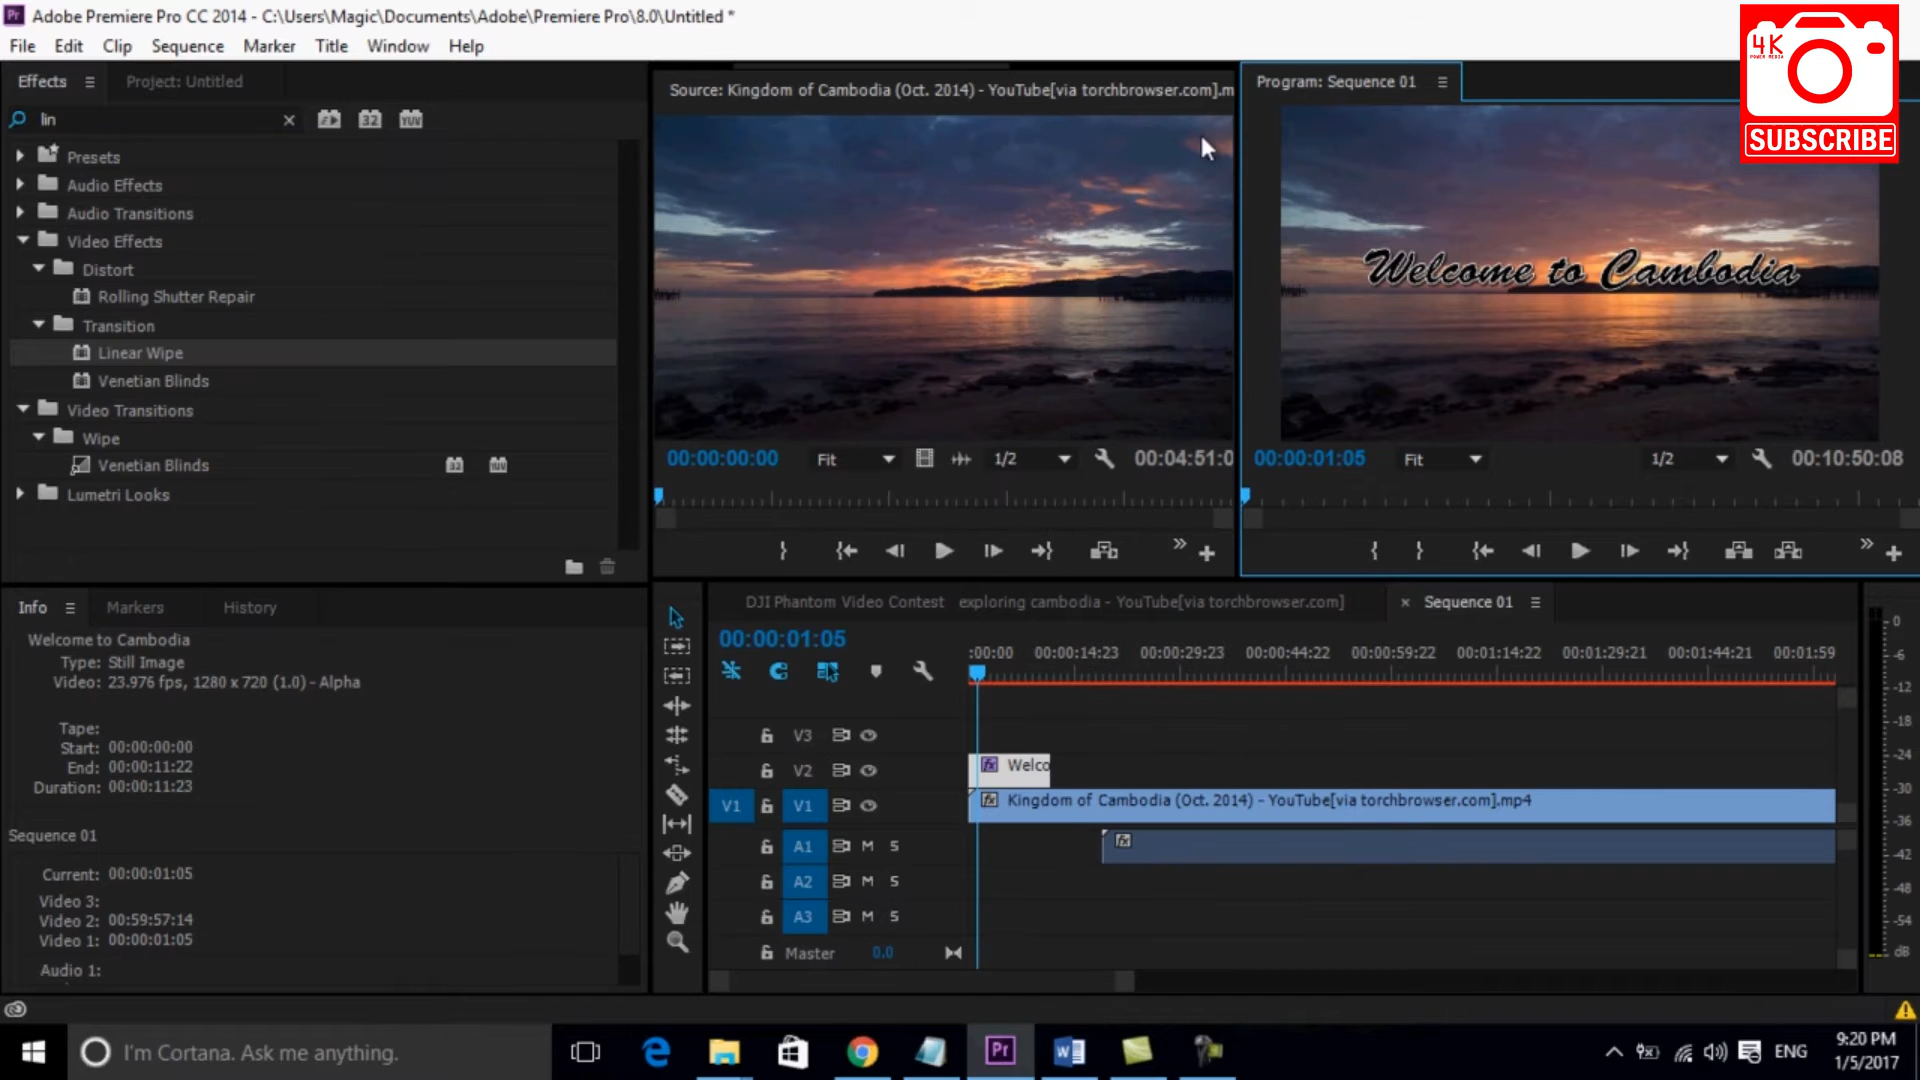 Pr Adobe Premiere Pro CC 2014 - C:\Users\Magic\Documents\Adobe\Premiere Pro\8.0\Untitled *
File Edit Clip Sequence Marker Title Window Help
4K
POWER MEDIA
SUBSCRIBE
Effects Project: Untitled
lin
32 YUV
Presets
Audio Effects
Audio Transitions
Video Effects
Distort
Rolling Shutter Repair
Transition
Linear Wipe
Venetian Blinds
Video Transitions
Wipe
Venetian Blinds 32 YUV
Lumetri Looks
Source: Kingdom of Cambodia (Oct. 2014) - YouTube[via torchbrowser.com].m
00:00:00:00 Fit 1/2 00:04:51:0
Program: Sequence 01
Welcome to Cambodia
00:00:01:05 Fit 1/2 00:10:50:08
Info Markers History
Welcome to Cambodia
Type: Still Image
Video: 23.976 fps, 1280 x 720 (1.0) - Alpha
Tape:
Start: 00:00:00:00
End: 00:00:11:22
Duration: 00:00:11:23
Sequence 01
Current: 00:00:01:05
Video 3:
Video 2: 00:59:57:14
Video 1: 00:00:01:05
Audio 1:
DJI Phantom Video Contest exploring cambodia - YouTube[via torchbrowser.com] × Sequence 01
00:00:01:05
:00:00 00:00:14:23 00:00:29:23 00:00:44:22 00:00:59:22 00:01:14:22 00:01:29:21 00:01:44:21 00:01:59
V3
V2 fx Welco
V1 V1 fx Kingdom of Cambodia (Oct. 2014) - YouTube[via torchbrowser.com].mp4
A1 M S fx
A2 M S
A3 M S
Master 0.0
0
-6
-12
-18
-24
-30
-36
-42
-48
-54
dB
I'm Cortana. Ask me anything.
Pr
ENG
9:20 PM
1/5/2017